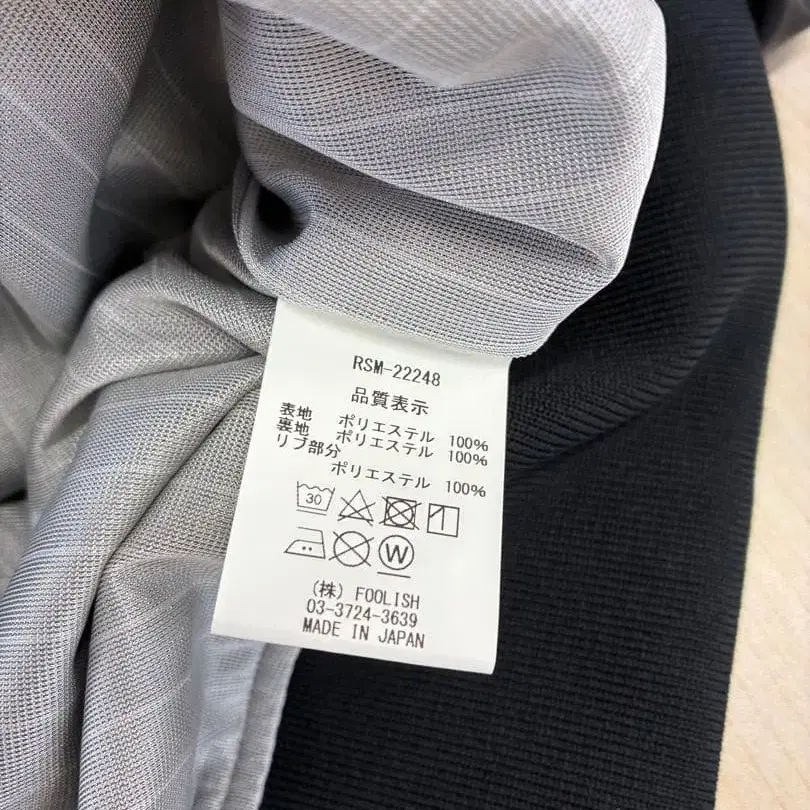 RSM-22248
品質表示
表地 ポリエステル 100%
裏地 ポリエステル 100%
リブ部分
ポリエステル 100%
30
W
(株) FOOLISH
03-3724-3639
MADE IN JAPAN